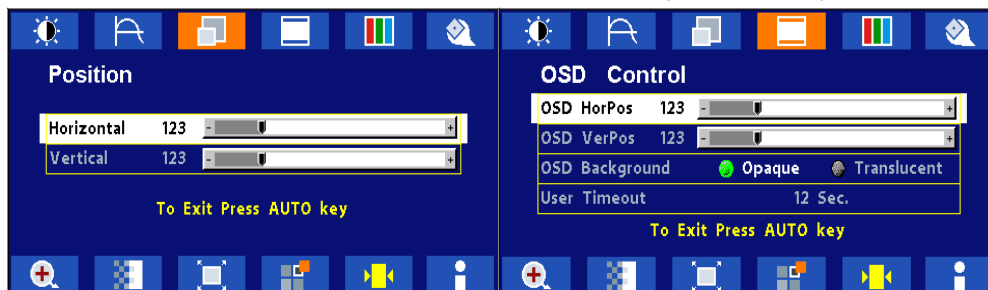 Position
Horizontal 123 - +
Vertical 123 - +
To Exit Press AUTO key
OSD Control
OSD HorPos 123 - +
OSD VerPos 123 - +
OSD Background Opaque Translucent
User Timeout 12 Sec.
To Exit Press AUTO key